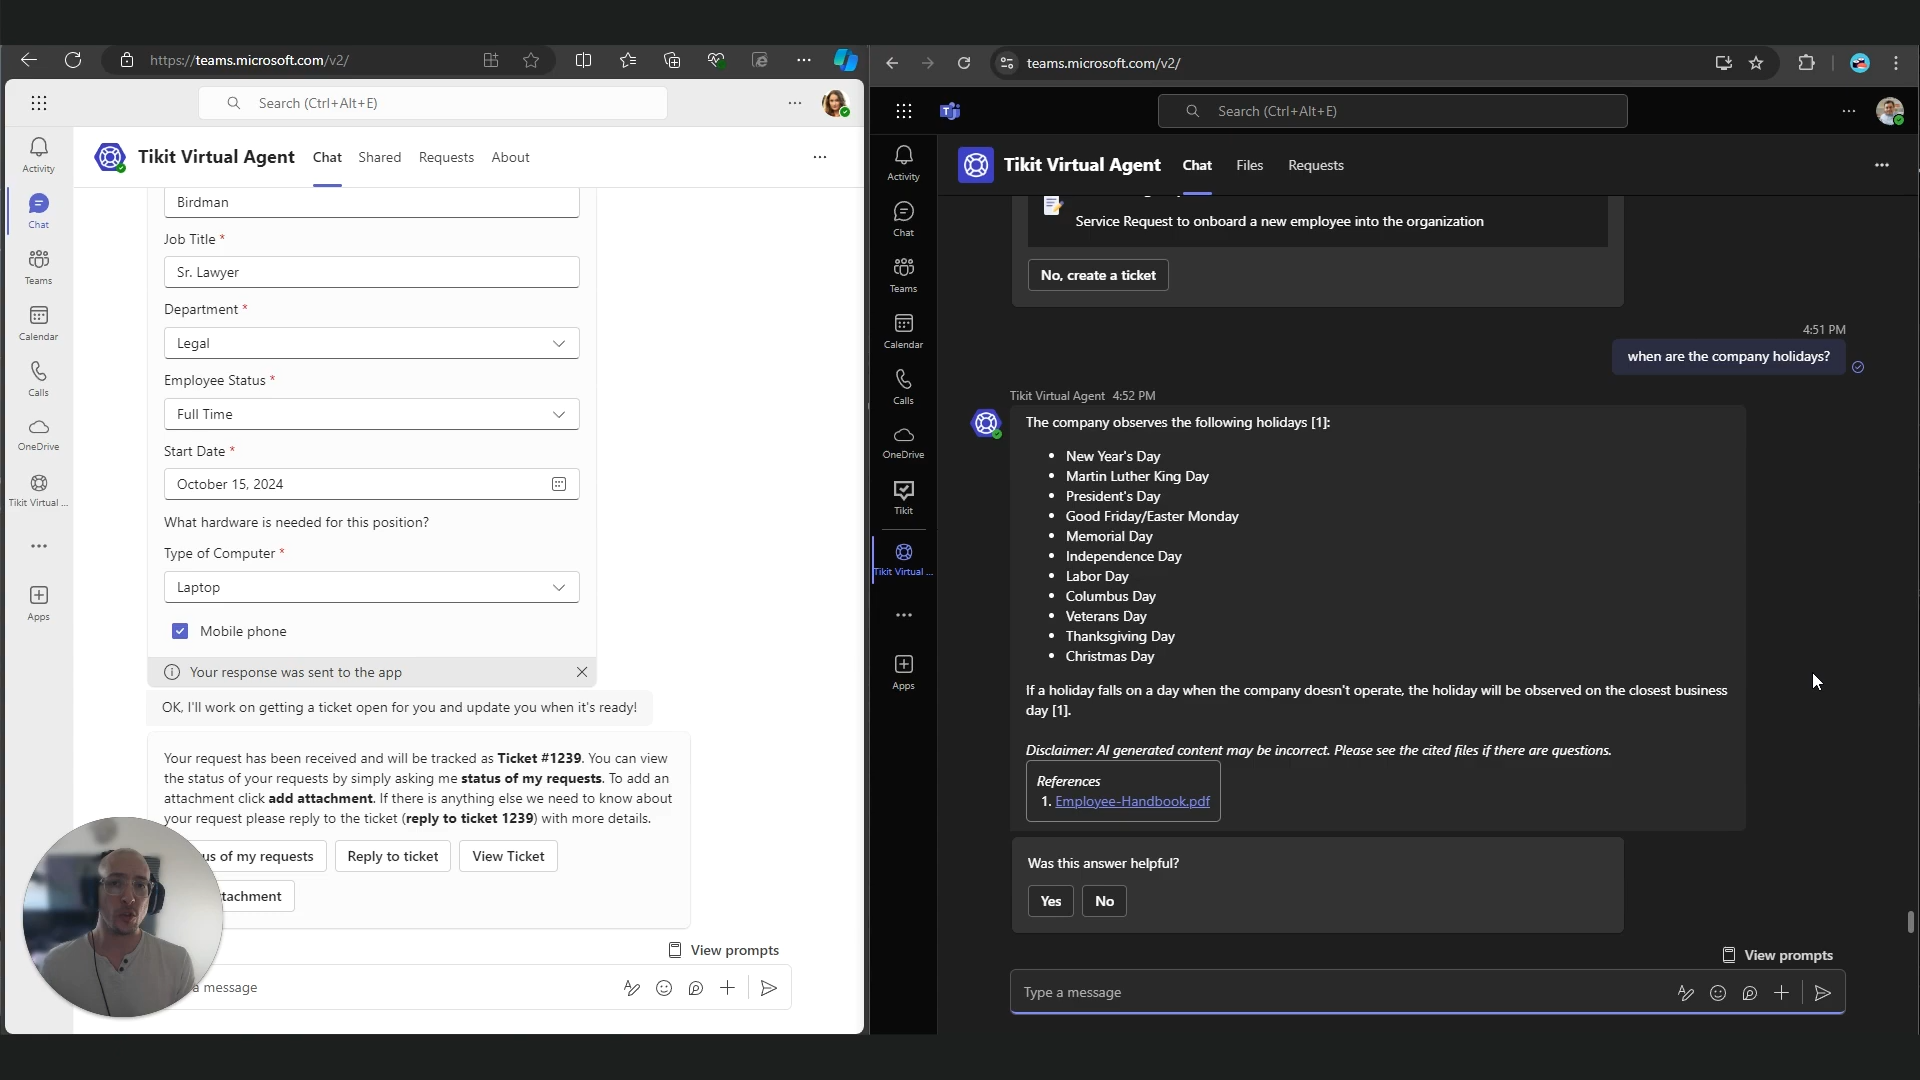 https://teams.microsoft.com/v2/
Search (Ctrl+Alt+E)
Activity
Chat
Teams
Calendar
Calls
OneDrive
Tikit Virtual ...
Apps
Tikit Virtual Agent
Chat
Shared
Requests
About
Birdman
Job Title *
Sr. Lawyer
Department *
Legal
Employee Status *
Full Time
Start Date *
October 15, 2024
What hardware is needed for this position?
Type of Computer *
Laptop
Mobile phone
Your response was sent to the app
OK, I'll work on getting a ticket open for you and update you when it's ready!
Your request has been received and will be tracked as Ticket #1239. You can view
the status of your requests by simply asking me status of my requests. To add an
attachment click add attachment. If there is anything else we need to know about
your request please reply to the ticket (reply to ticket 1239) with more details.
us of my requests
Reply to ticket
View Ticket
ttachment
View prompts
a message
teams.microsoft.com/v2/
Search (Ctrl+Alt+E)
Activity
Chat
Teams
Calendar
Calls
OneDrive
Tikit
Tikit Virtual ...
Apps
Tikit Virtual Agent
Chat
Files
Requests
Service Request to onboard a new employee into the organization
No, create a ticket
4:51 PM
when are the company holidays?
Tikit Virtual Agent 4:52 PM
The company observes the following holidays [1]:
• New Year's Day
• Martin Luther King Day
• President's Day
• Good Friday/Easter Monday
• Memorial Day
• Independence Day
• Labor Day
• Columbus Day
• Veterans Day
• Thanksgiving Day
• Christmas Day
If a holiday falls on a day when the company doesn't operate, the holiday will be observed on the closest business
day [1].
Disclaimer: AI generated content may be incorrect. Please see the cited files if there are questions.
References
1. Employee-Handbook.pdf
Was this answer helpful?
Yes
No
View prompts
Type a message